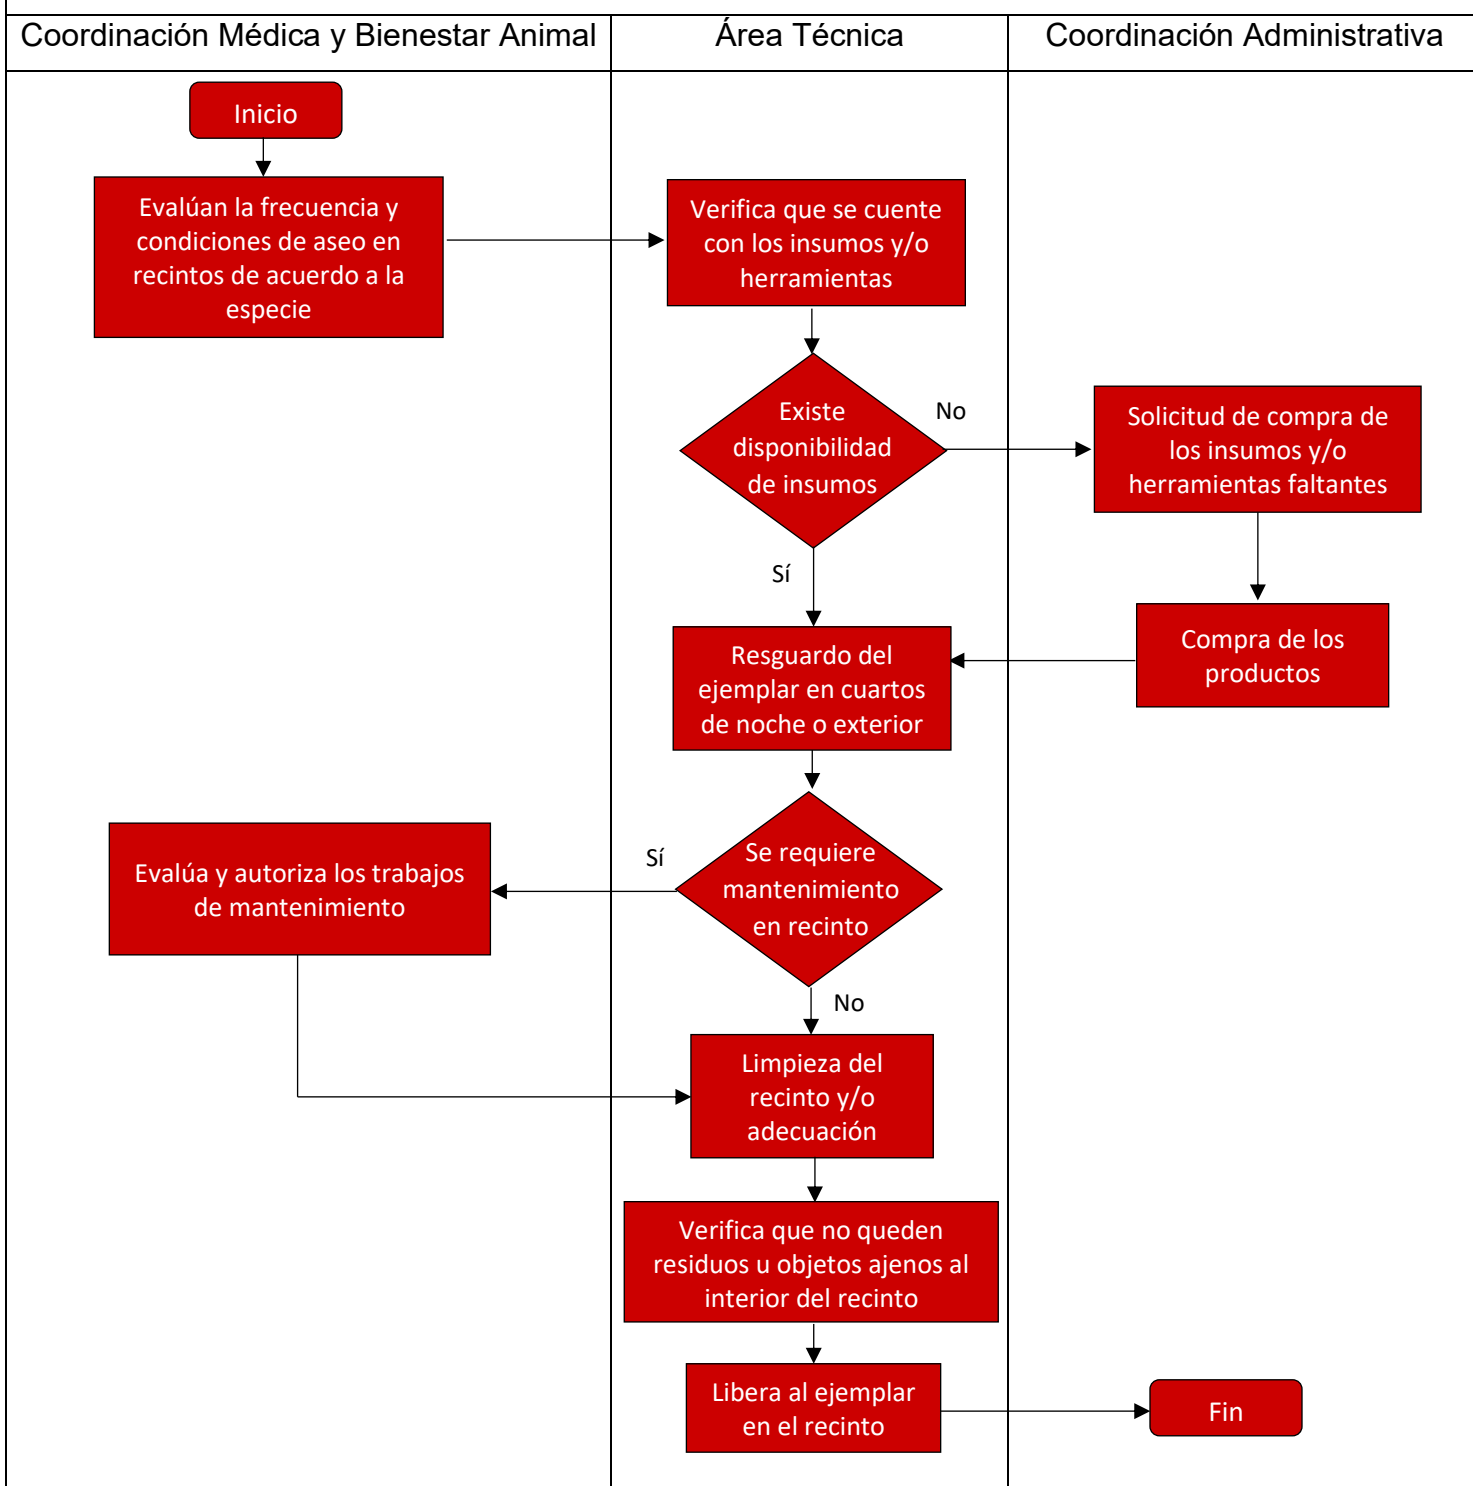 Coordinación Médica y Bienestar Animal
Área Técnica
Coordinación Administrativa
Inicio
Evalúan la frecuencia y
condiciones de aseo en
recintos de acuerdo a la
especie
Verifica que se cuente
con los insumos y/o
herramientas
Existe
disponibilidad
de insumos
No
Solicitud de compra de
los insumos y/o
herramientas faltantes
Sí
Compra de los
productos
Resguardo del
ejemplar en cuartos
de noche o exterior
Se requiere
mantenimiento
en recinto
Sí
Evalúa y autoriza los trabajos
de mantenimiento
No
Limpieza del
recinto y/o
adecuación
Verifica que no queden
residuos u objetos ajenos al
interior del recinto
Libera al ejemplar
en el recinto
Fin